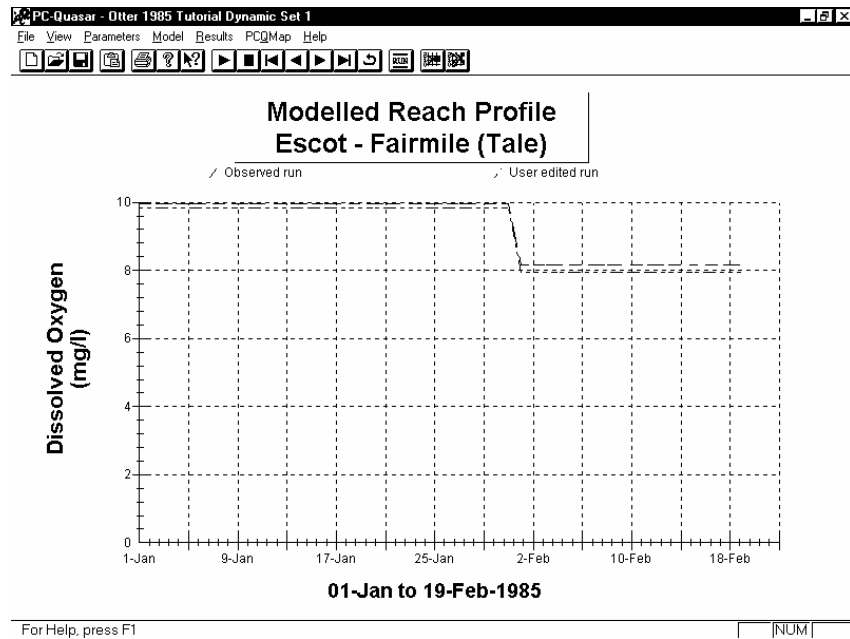 PC-Quasar - Otter 1985 Tutorial Dynamic Set 1
File View Parameters Model Results PCQMap Help
RUN
Modelled Reach Profile
Escot - Fairmile (Tale)
Observed run User edited run
Dissolved Oxygen
(mg/l)
10
8
6
4
2
0
1-Jan 9-Jan 17-Jan 25-Jan 2-Feb 10-Feb 18-Feb
01-Jan to 19-Feb-1985
For Help, press F1 NUM